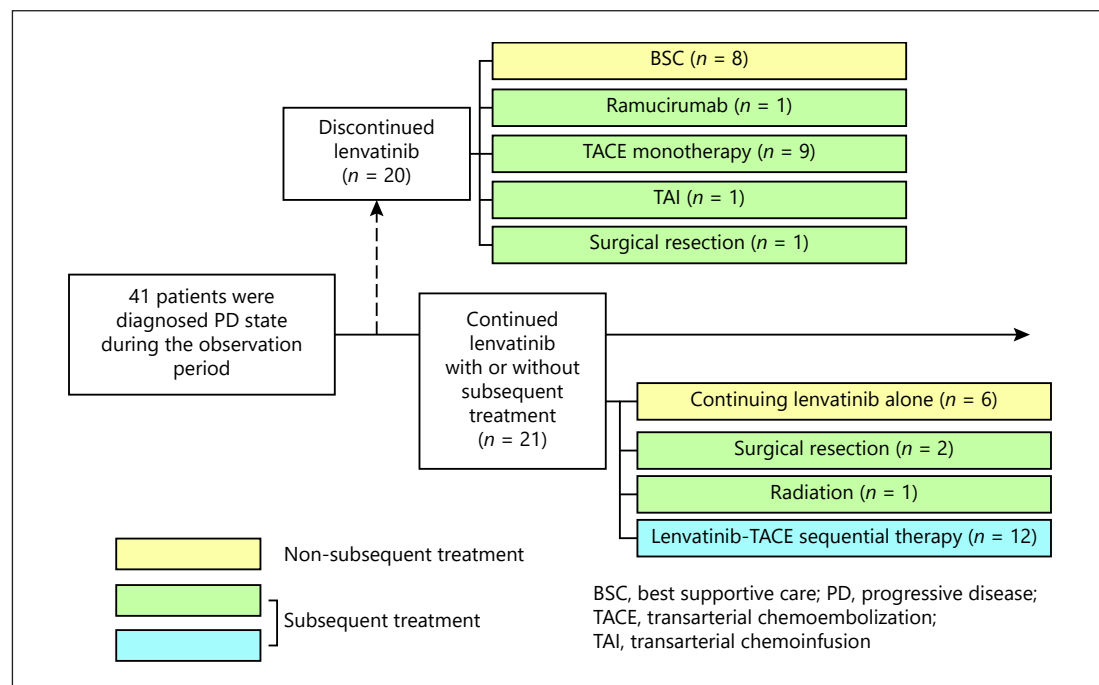 BSC (n = 8)
Ramucirumab (n = 1)
Discontinued
lenvatinib
(n = 20)
TACE monotherapy (n = 9)
TAI (n = 1)
Surgical resection (n = 1)
41 patients were
diagnosed PD state
during the observation
period
Continued
lenvatinib
with or without
subsequent
treatment
(n = 21)
Continuing lenvatinib alone (n = 6)
Surgical resection (n = 2)
Radiation (n = 1)
Lenvatinib-TACE sequential therapy (n = 12)
Non-subsequent treatment
Subsequent treatment
BSC, best supportive care; PD, progressive disease;
TACE, transarterial chemoembolization;
TAI, transarterial chemoinfusion